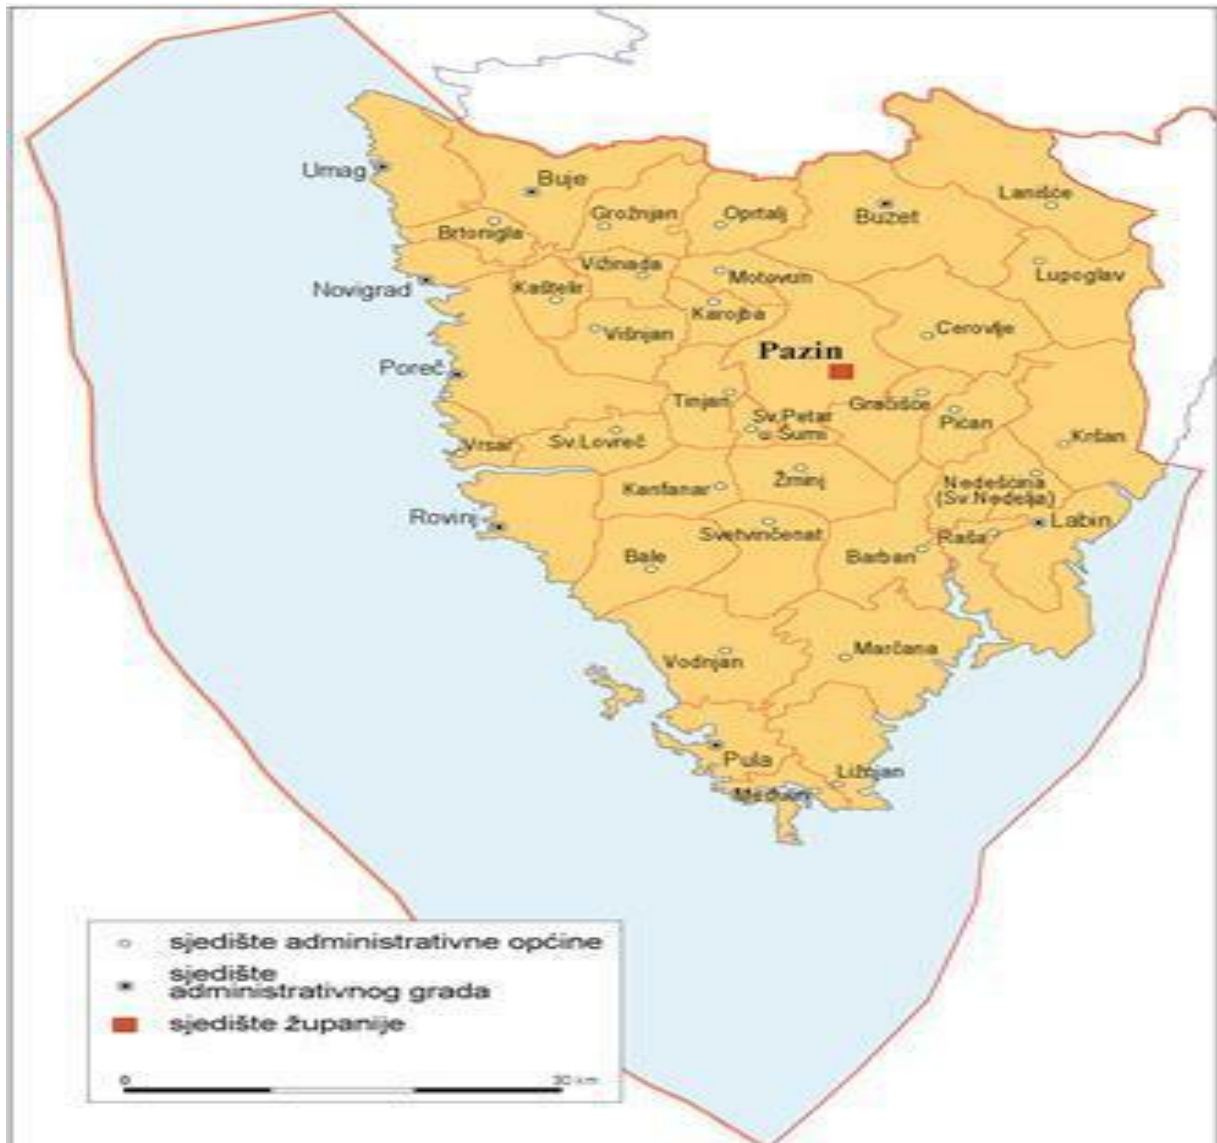 Umag
Buje
Lanišće
Grožnjan
Oprtalj
Buzet
Brtonigla
Vižinada
Motovun
Lupoglav
Novigrad
Kaštelir
Karojba
Višnjan
Cerovlje
Pazin
Poreč
Tinjan
Gračišće
Sv.Petar
u Šumi
Pićan
Vrsar
Sv.Lovreč
Kršan
Kanfanar
Žminj
Nedešćina
(Sv.Nedelja)
Rovinj
Labin
Svetvinčenat
Raša
Bale
Barban
Vodnjan
Marčana
Pula
Ližnjan
Medulin
sjedište administrativne općine
sjedište
administrativnog grada
sjedište županije
0